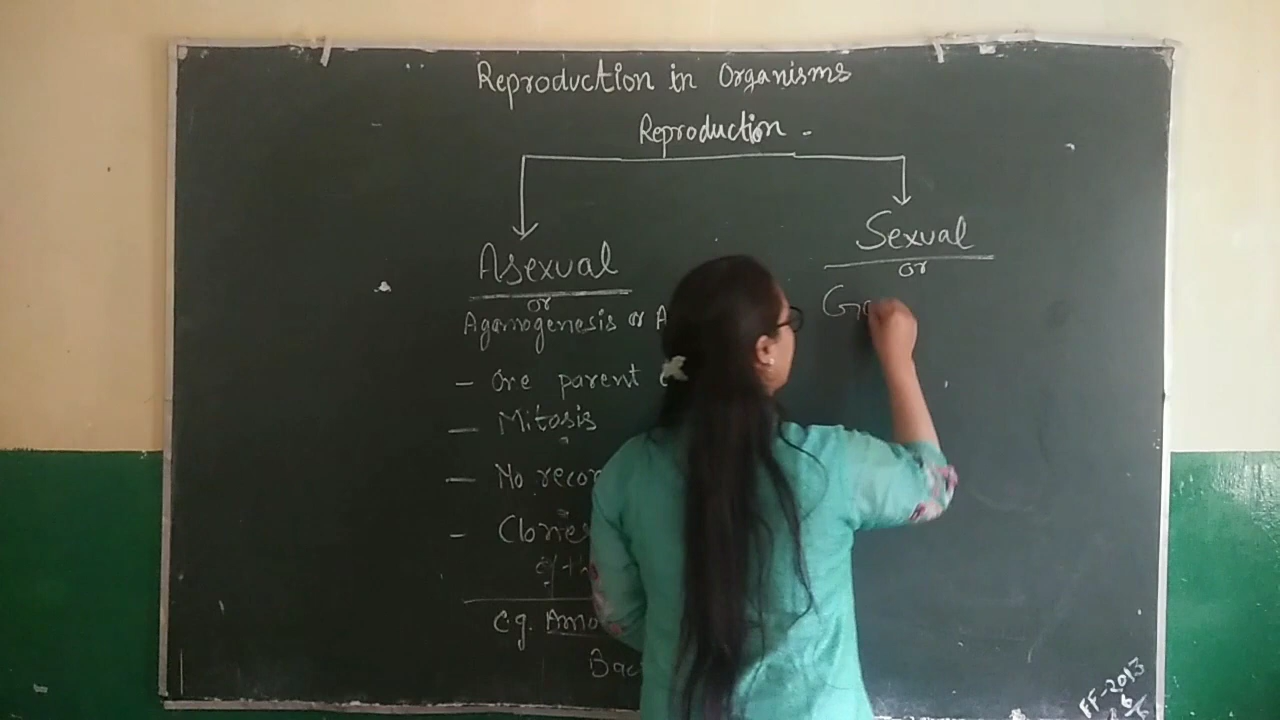 Reproduction in Organisms
Reproduction -
Asexual
or
Agamogenesis or A
- One parent
- Mitosis
- No recom
- Clones
e.g. Amo
Bac
Sexual
or
Ga
FF-2013